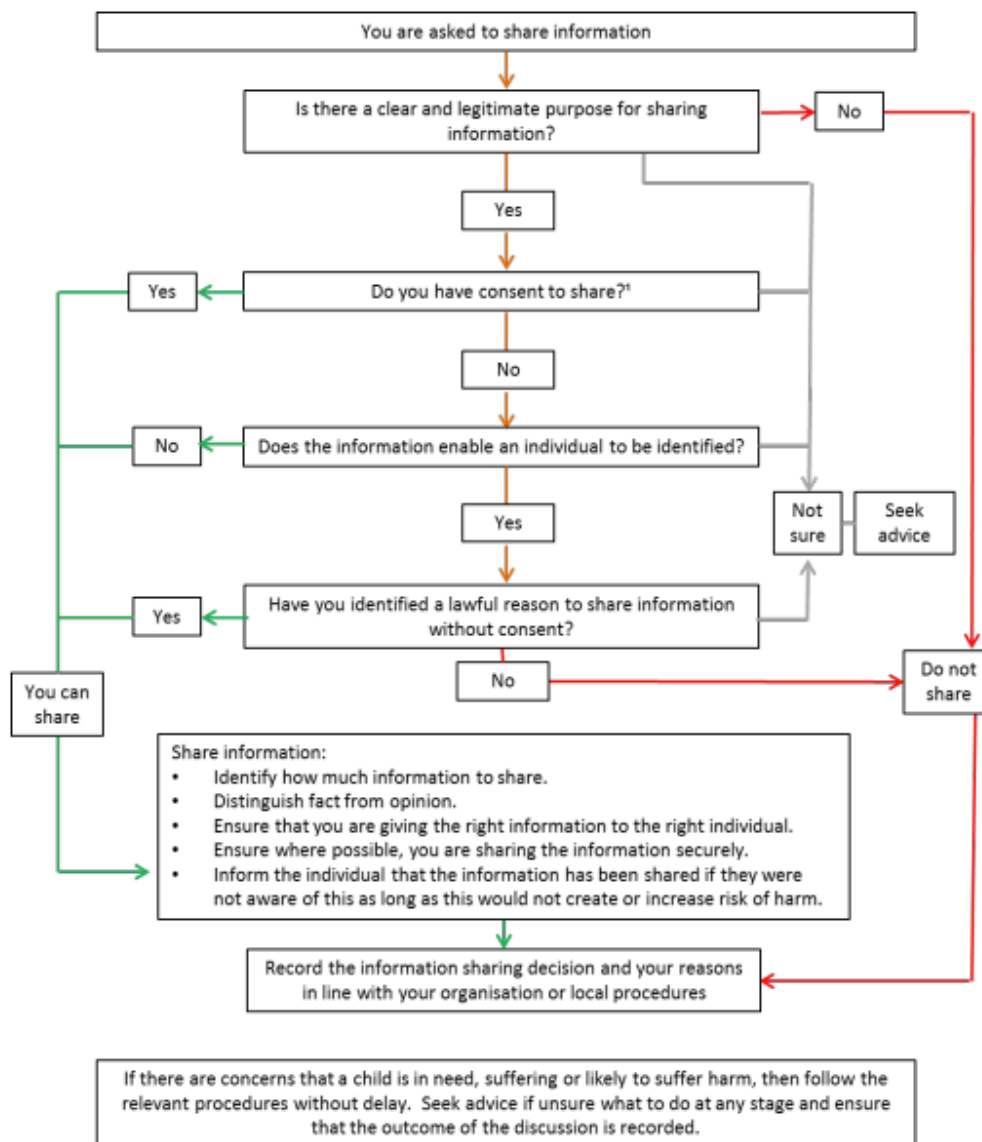 You are asked to share information
Is there a clear and legitimate purpose for sharing
information?
No
Yes
Yes
Do you have consent to share?¹
No
No
Does the information enable an individual to be identified?
Yes
Not
sure
Seek
advice
Yes
Have you identified a lawful reason to share information
without consent?
No
Do not
share
You can
share
Share information:
• Identify how much information to share.
• Distinguish fact from opinion.
• Ensure that you are giving the right information to the right individual.
• Ensure where possible, you are sharing the information securely.
• Inform the individual that the information has been shared if they were
not aware of this as long as this would not create or increase risk of harm.
Record the information sharing decision and your reasons
in line with your organisation or local procedures
If there are concerns that a child is in need, suffering or likely to suffer harm, then follow the
relevant procedures without delay. Seek advice if unsure what to do at any stage and ensure
that the outcome of the discussion is recorded.